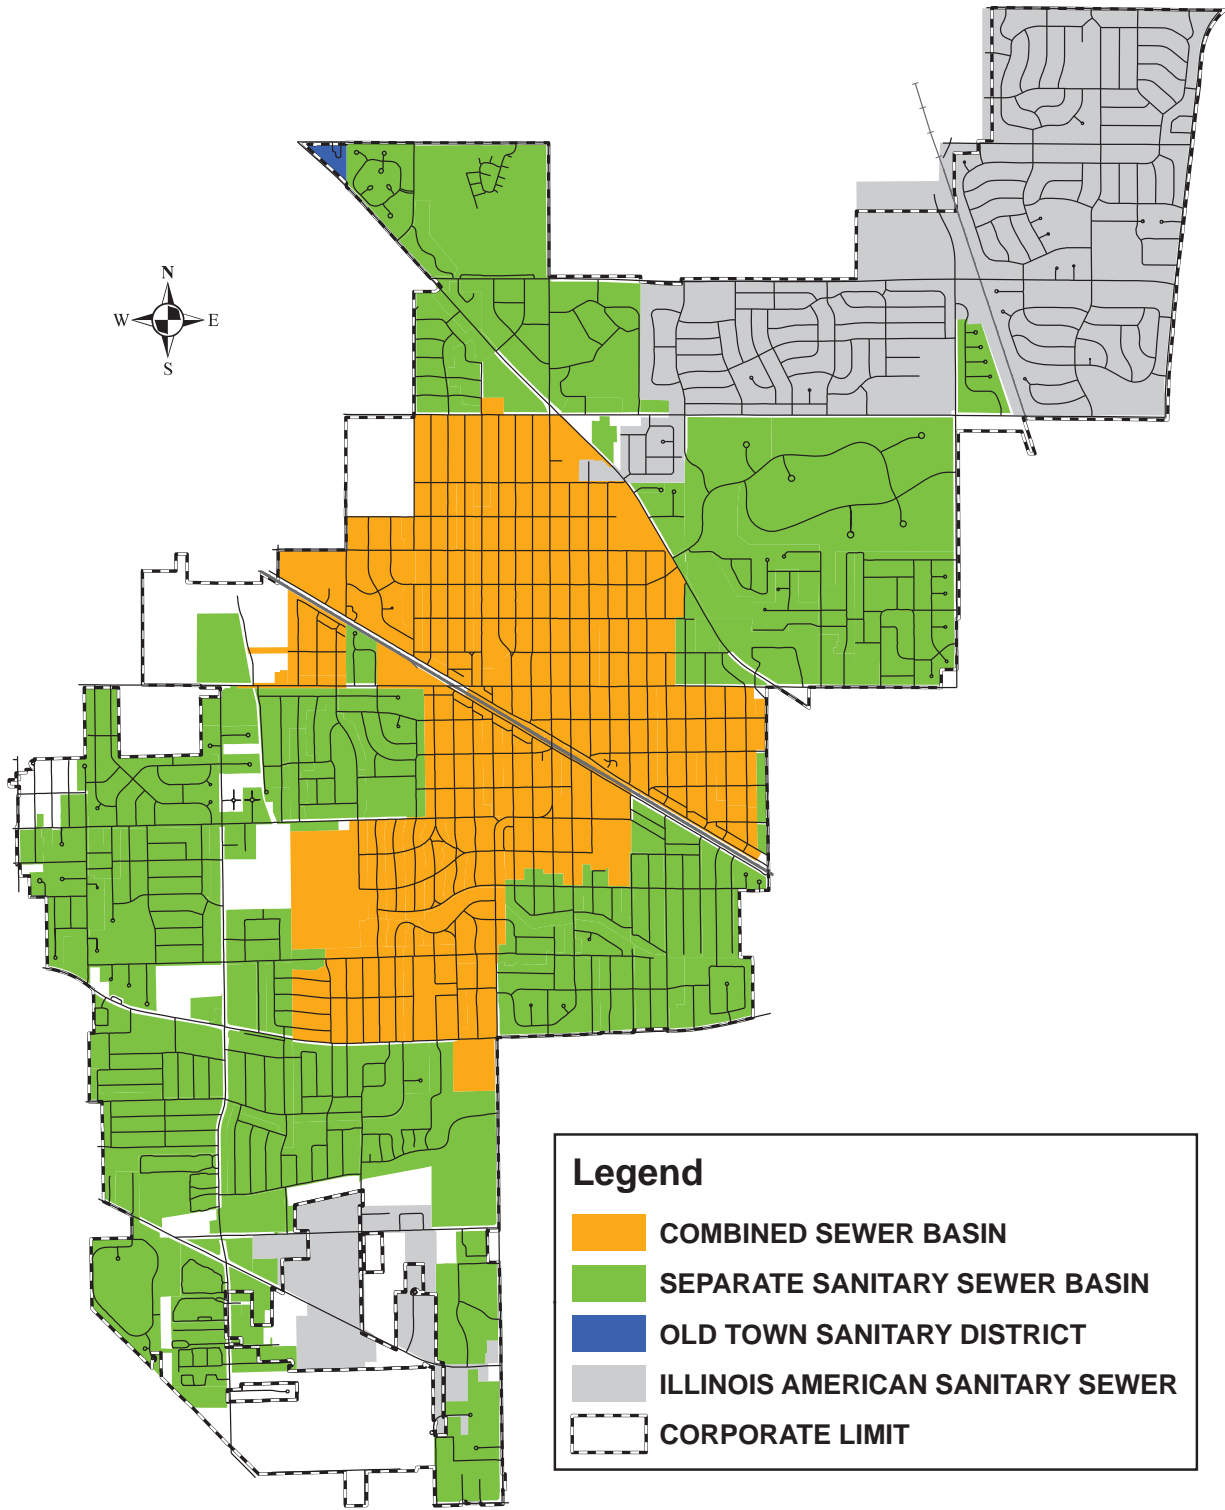 N
W E
S
Legend
COMBINED SEWER BASIN
SEPARATE SANITARY SEWER BASIN
OLD TOWN SANITARY DISTRICT
ILLINOIS AMERICAN SANITARY SEWER
CORPORATE LIMIT